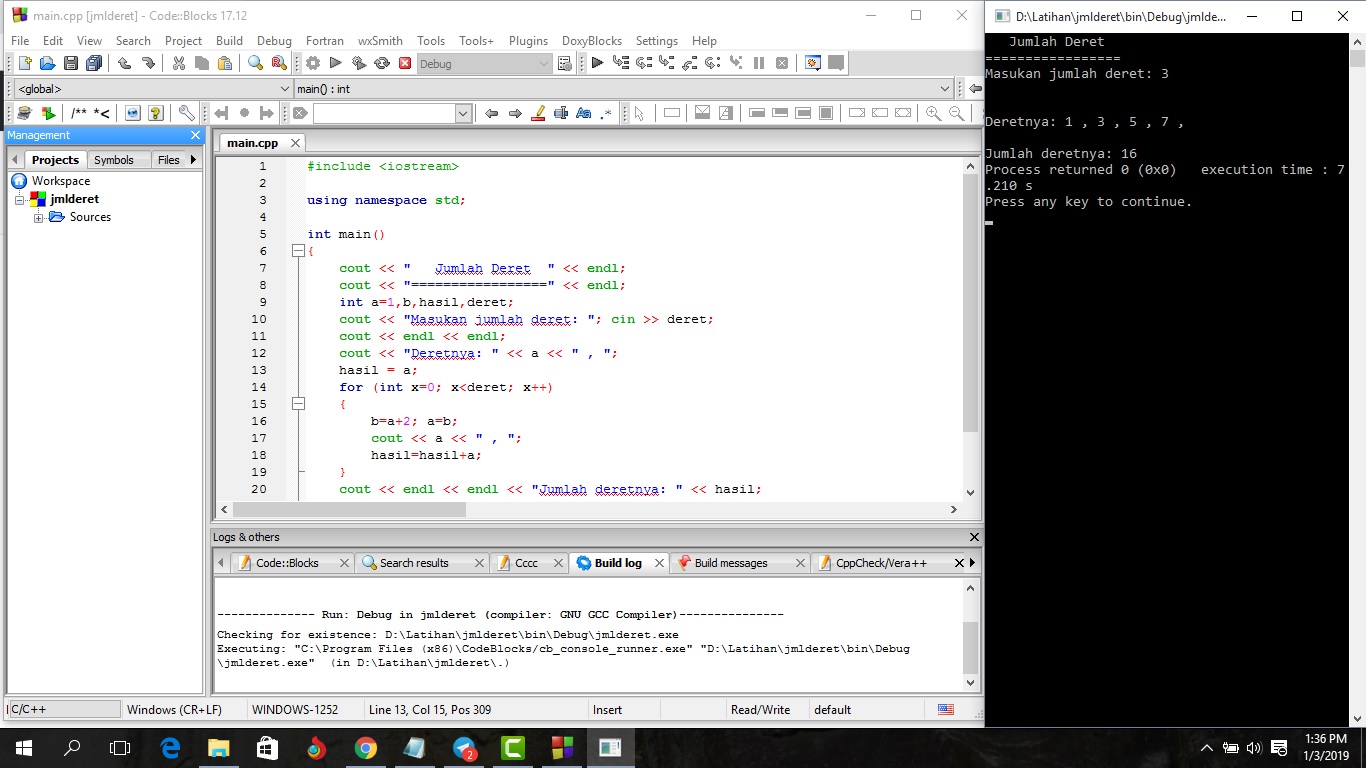 main.cpp [jmlderet] - Code::Blocks 17.12
File Edit View Search Project Build Debug Fortran wxSmith Tools Tools+ Plugins DoxyBlocks Settings Help
Debug
<global> main() : int
/** *< Aa .*
Management
Projects Symbols Files
Workspace
jmlderet
Sources
main.cpp
1 #include <iostream>
2
3 using namespace std;
4
5 int main()
6 {
7 cout << "   Jumlah Deret  " << endl;
8 cout << "=================" << endl;
9 int a=1,b,hasil,deret;
10 cout << "Masukan jumlah deret: "; cin >> deret;
11 cout << endl << endl;
12 cout << "Deretnya: " << a << " , ";
13 hasil = a;
14 for (int x=0; x<deret; x++)
15 {
16 b=a+2; a=b;
17 cout << a << " , ";
18 hasil=hasil+a;
19 }
20 cout << endl << endl << "Jumlah deretnya: " << hasil;
Logs & others
Code::Blocks Search results Cccc Build log Build messages CppCheck/Vera++
-------------- Run: Debug in jmlderet (compiler: GNU GCC Compiler)---------------
Checking for existence: D:\Latihan\jmlderet\bin\Debug\jmlderet.exe
Executing: "C:\Program Files (x86)\CodeBlocks/cb_console_runner.exe" "D:\Latihan\jmlderet\bin\Debug
\jmlderet.exe"  (in D:\Latihan\jmlderet\.)
C/C++ Windows (CR+LF) WINDOWS-1252 Line 13, Col 15, Pos 309 Insert Read/Write default
D:\Latihan\jmlderet\bin\Debug\jmlde...
Jumlah Deret
=================
Masukan jumlah deret: 3
Deretnya: 1 , 3 , 5 , 7 ,
Jumlah deretnya: 16
Process returned 0 (0x0)   execution time : 7
.210 s
Press any key to continue.
2
1:36 PM
1/3/2019